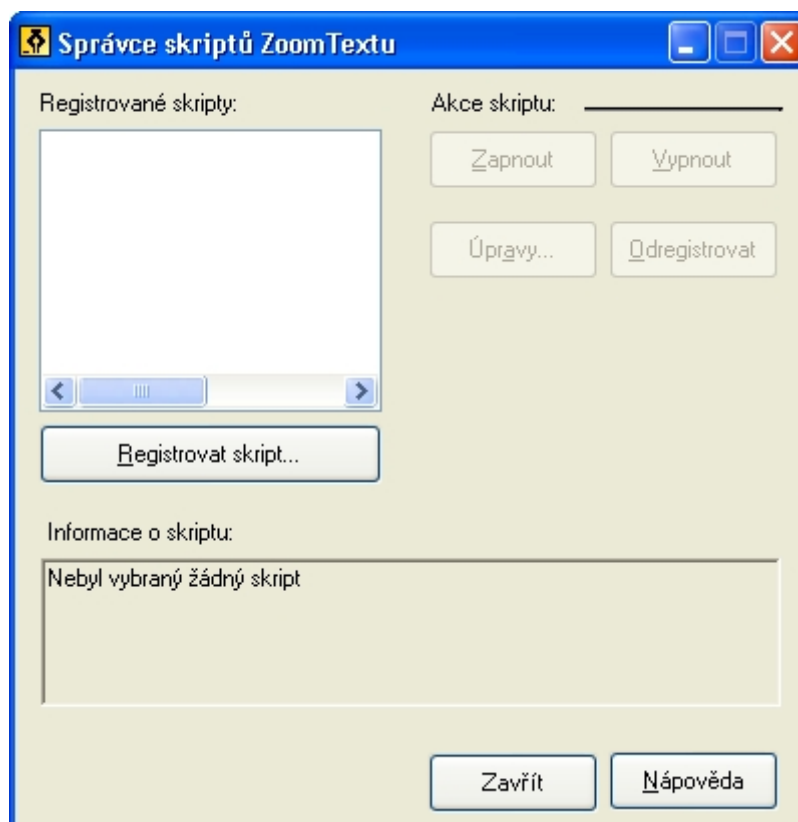 Správce skriptů ZoomTextu
Registrované skripty:
Akce skriptu:
Zapnout
Vypnout
Úpravy...
Odregistrovat
Registrovat skript...
Informace o skriptu:
Nebyl vybraný žádný skript
Zavřít
Nápověda